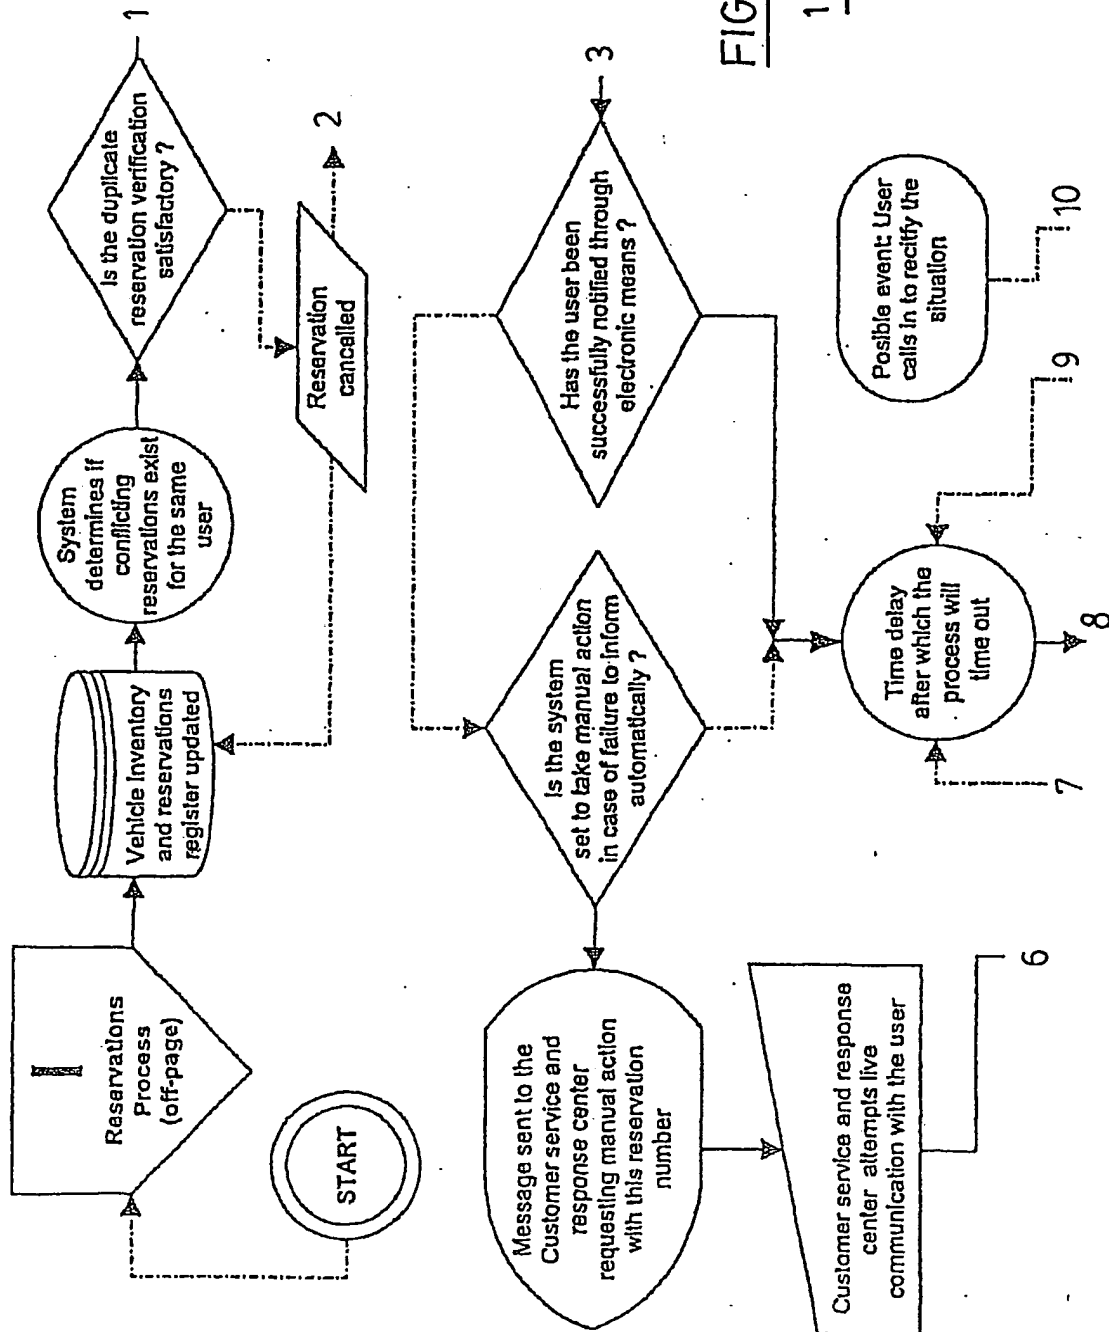 START
I
Reservations
Process
(off-page)
Vehicle Inventory
and reservations
register updated
System
determines if
conflicting
reservations exist
for the same
user
Is the duplicate
reservation verification
satisfactory ?
1
Reservation
cancelled
2
Message sent to the
Customer service and
response center
requesting manual action
with this reservation
number
Is the system
set to take manual action
in case of failure to inform
automatically ?
Has the user been
successfully notified through
electronic means ?
3
Customer service and response
center attempts live
communication with the user
6
7
Time delay
after which the
process will
time out
8
9
Posible event: User
calls in to recify the
situation
10
FIG
1